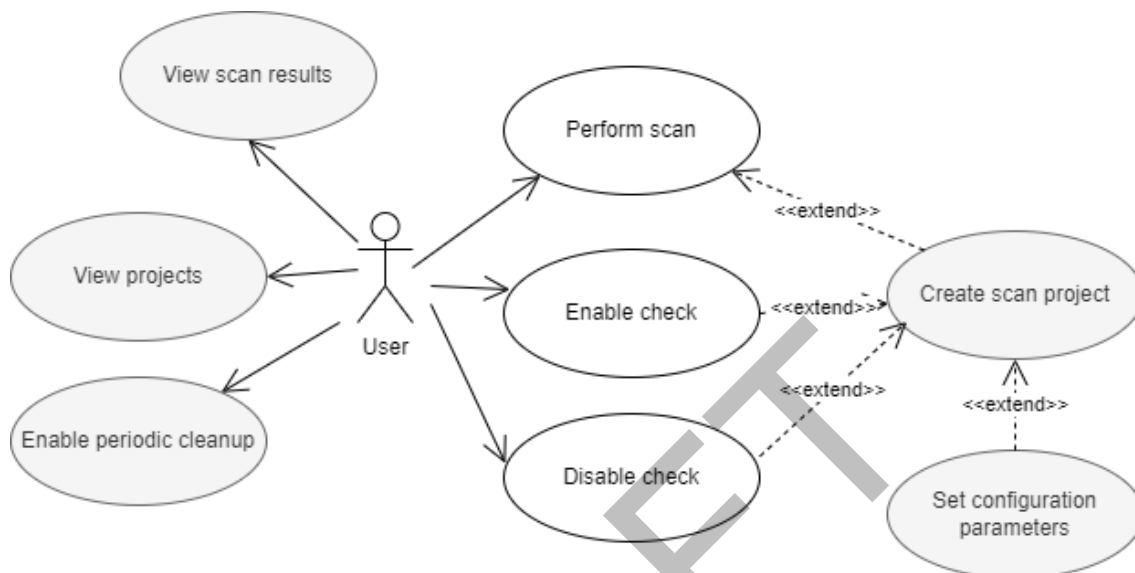 View scan results
Perform scan
<<extend>>
View projects
User
Enable check
<<extend>>
Create scan project
<<extend>>
<<extend>>
Enable periodic cleanup
Disable check
Set configuration
parameters